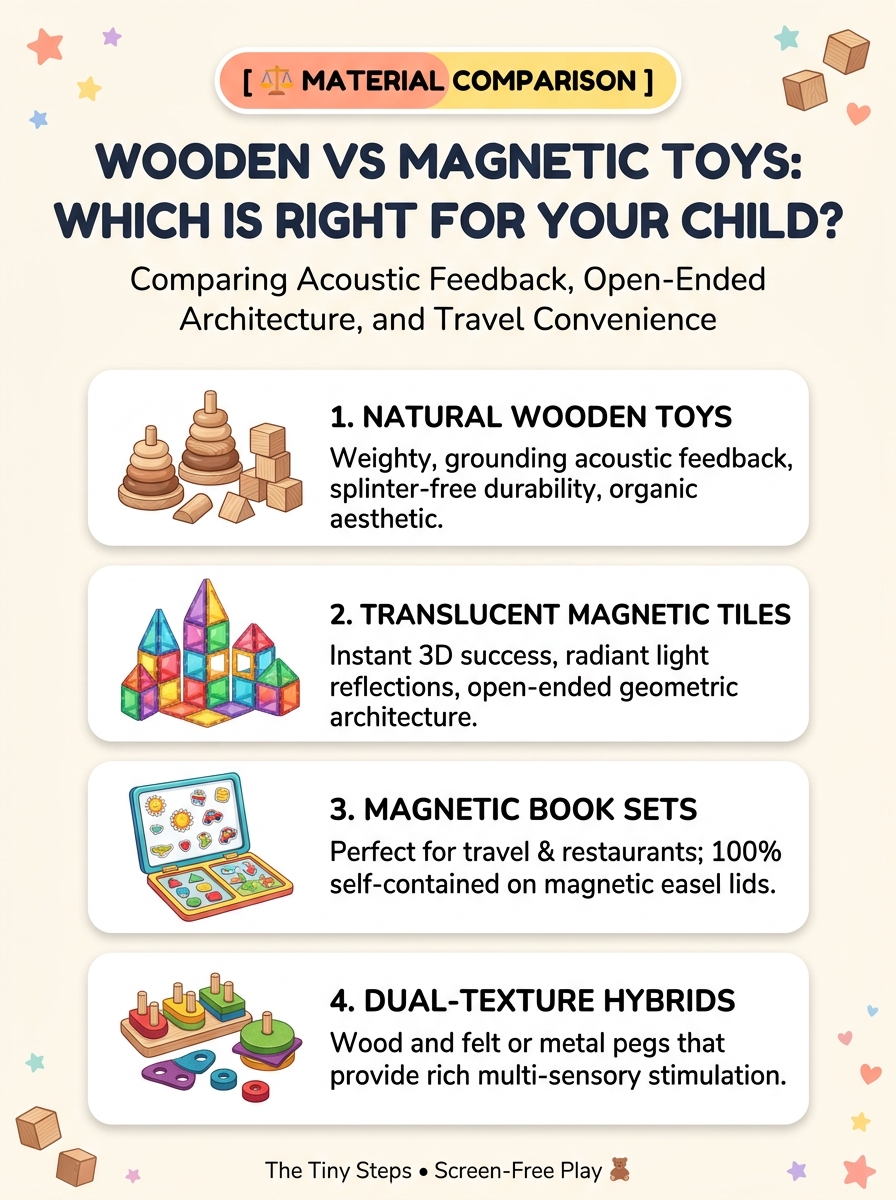 [ ⚖️ MATERIAL COMPARISON ]
WOODEN VS MAGNETIC TOYS:
WHICH IS RIGHT FOR YOUR CHILD?
Comparing Acoustic Feedback, Open-Ended
Architecture, and Travel Convenience
1. NATURAL WOODEN TOYS
Weighty, grounding acoustic feedback,
splinter-free durability, organic
aesthetic.
2. TRANSLUCENT MAGNETIC TILES
Instant 3D success, radiant light
reflections, open-ended geometric
architecture.
3. MAGNETIC BOOK SETS
Perfect for travel & restaurants; 100%
self-contained on magnetic easel lids.
4. DUAL-TEXTURE HYBRIDS
Wood and felt or metal pegs that
provide rich multi-sensory stimulation.
The Tiny Steps • Screen-Free Play 🧸